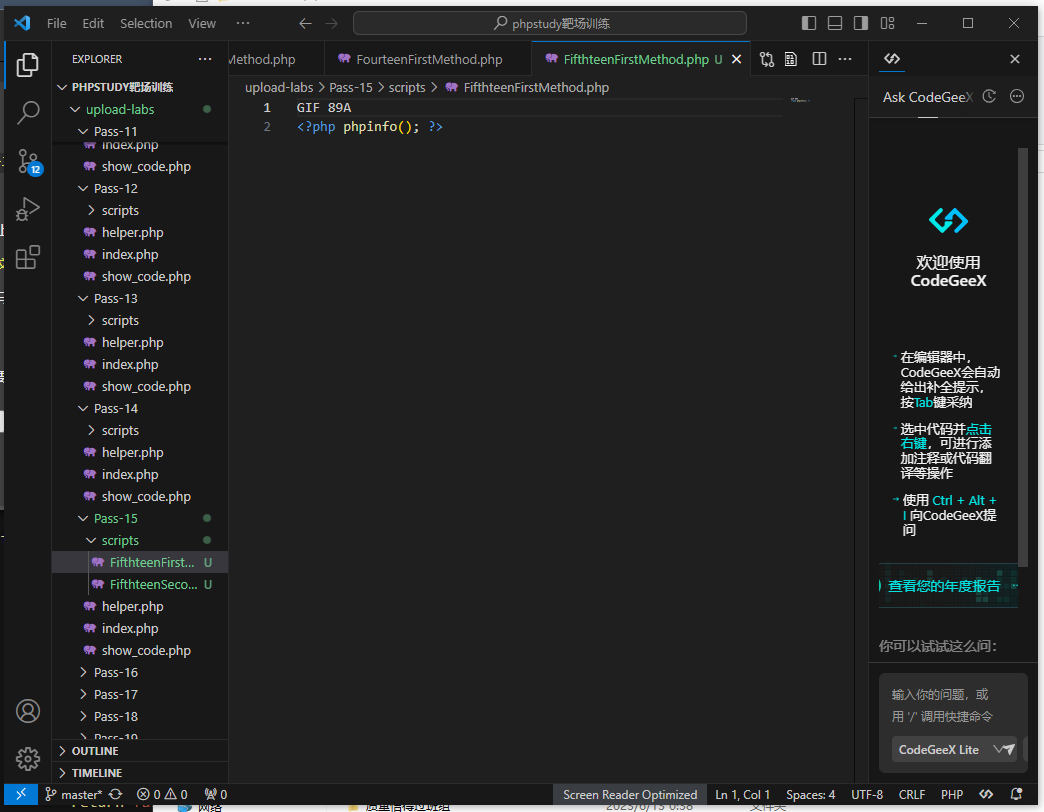 File Edit Selection View ···
phpstudy靶场训练
EXPLORER
PHPSTUDY靶场训练
upload-labs
Pass-11
index.php
show_code.php
Pass-12
scripts
helper.php
index.php
show_code.php
Pass-13
scripts
helper.php
index.php
show_code.php
Pass-14
scripts
helper.php
index.php
show_code.php
Pass-15
scripts
FifthteenFirst... U
FifthteenSeco... U
helper.php
index.php
show_code.php
Pass-16
Pass-17
Pass-18
Pass-19
OUTLINE
TIMELINE
12
Method.php
FourteenFirstMethod.php
FifthteenFirstMethod.php U
upload-labs > Pass-15 > scripts > FifthteenFirstMethod.php
1 GIF 89A
2 <?php phpinfo(); ?>
Ask CodeGeeX
欢迎使用
CodeGeeX
在编辑器中，
CodeGeeX会自动
给出补全提示，
按Tab键采纳
选中代码并点击
右键，可进行添
加注释或代码翻
译等操作
使用 Ctrl + Alt +
I 向CodeGeeX提
问
查看您的年度报告
你可以试试这么问：
输入你的问题，或
用 '/' 调用快捷命令
CodeGeeX Lite
master*
0 0
0
Screen Reader Optimized
Ln 1, Col 1
Spaces: 4
UTF-8
CRLF
PHP
网络